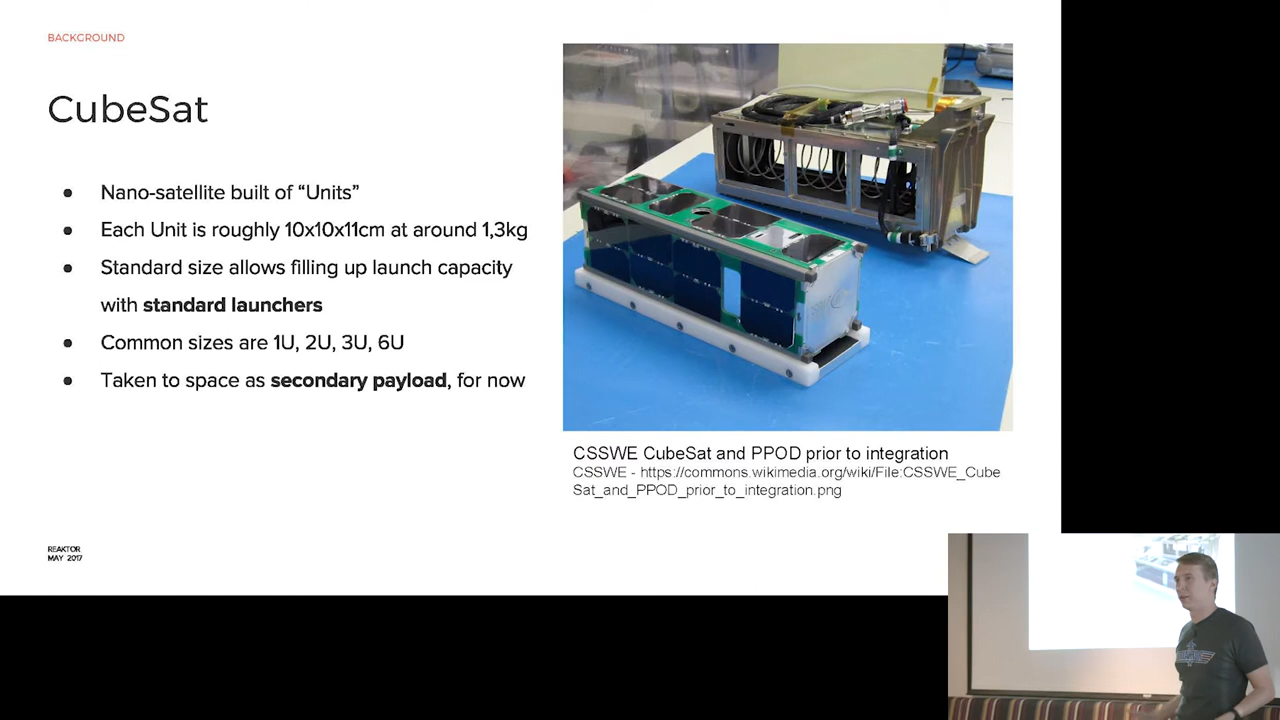 BACKGROUND
CubeSat
● Nano-satellite built of “Units”
● Each Unit is roughly 10x10x11cm at around 1,3kg
● Standard size allows filling up launch capacity
with standard launchers
● Common sizes are 1U, 2U, 3U, 6U
● Taken to space as secondary payload, for now
CSSWE CubeSat and PPOD prior to integration
CSSWE - https://commons.wikimedia.org/wiki/File:CSSWE_Cube
Sat_and_PPOD_prior_to_integration.png
REAKTOR
MAY 2017